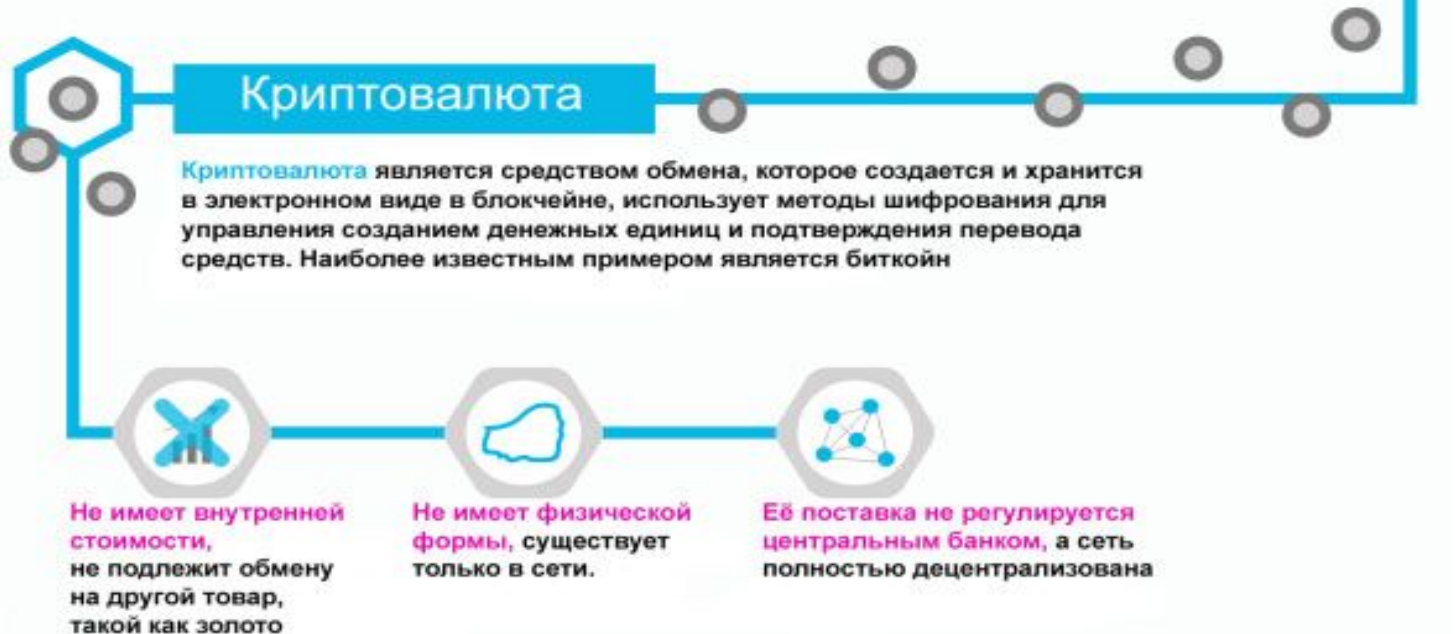 Криптовалюта
Криптовалюта является средством обмена, которое создается и хранится
в электронном виде в блокчейне, использует методы шифрования для
управления созданием денежных единиц и подтверждения перевода
средств. Наиболее известным примером является биткойн
Не имеет внутренней
стоимости,
не подлежит обмену
на другой товар,
такой как золото
Не имеет физической
формы, существует
только в сети.
Её поставка не регулируется
центральным банком, а сеть
полностью децентрализована